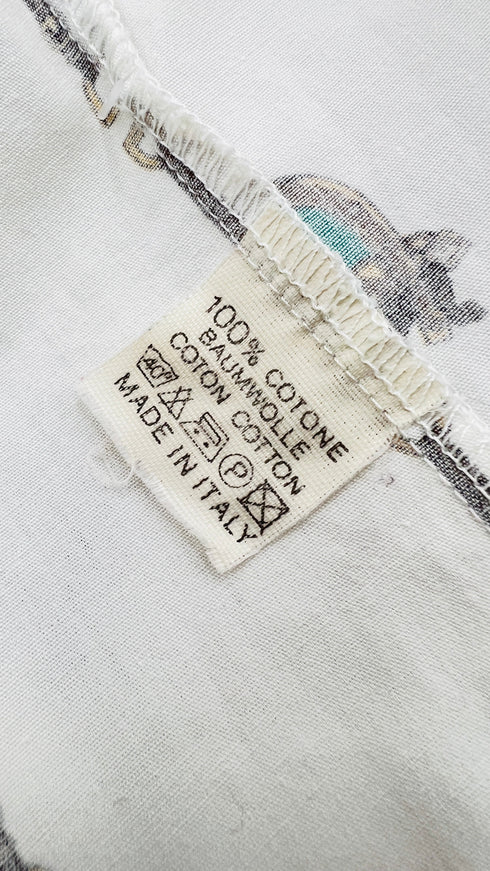 100% COTONE
BAUMWOLLE
COTON COTTON
40° P
MADE IN ITALY